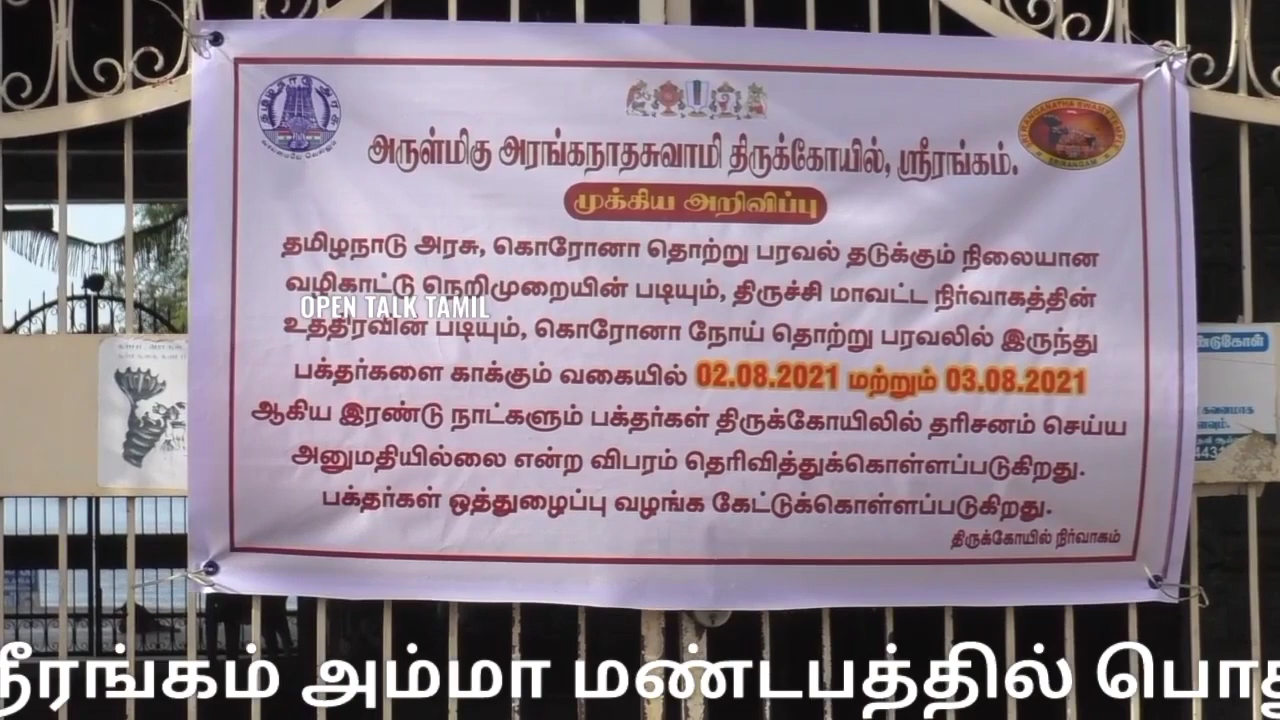 அருள்மிகு அரங்கநாதசுவாமி திருக்கோயில், ஸ்ரீரங்கம்.
முக்கிய அறிவிப்பு
தமிழநாடு அரசு, கொரோனா தொற்று பரவல் தடுக்கும் நிலையான
வழிகாட்டு நெறிமுறையின் படியும், திருச்சி மாவட்ட நிர்வாகத்தின்
OPEN TALK TAMIL
உத்திரவின் படியும், கொரோனா நோய் தொற்று பரவலில் இருந்து
பக்தர்களை காக்கும் வகையில் 02.08.2021 மற்றும் 03.08.2021
ஆகிய இரண்டு நாட்களும் பக்தர்கள் திருக்கோயிலில் தரிசனம் செய்ய
அனுமதியில்லை என்ற விபரம் தெரிவித்துக்கொள்ளப்படுகிறது.
பக்தர்கள் ஒத்துழைப்பு வழங்க கேட்டுக்கொள்ளப்படுகிறது.
திருக்கோயில் நிர்வாகம்
அம்மா மண்டபத்தில்